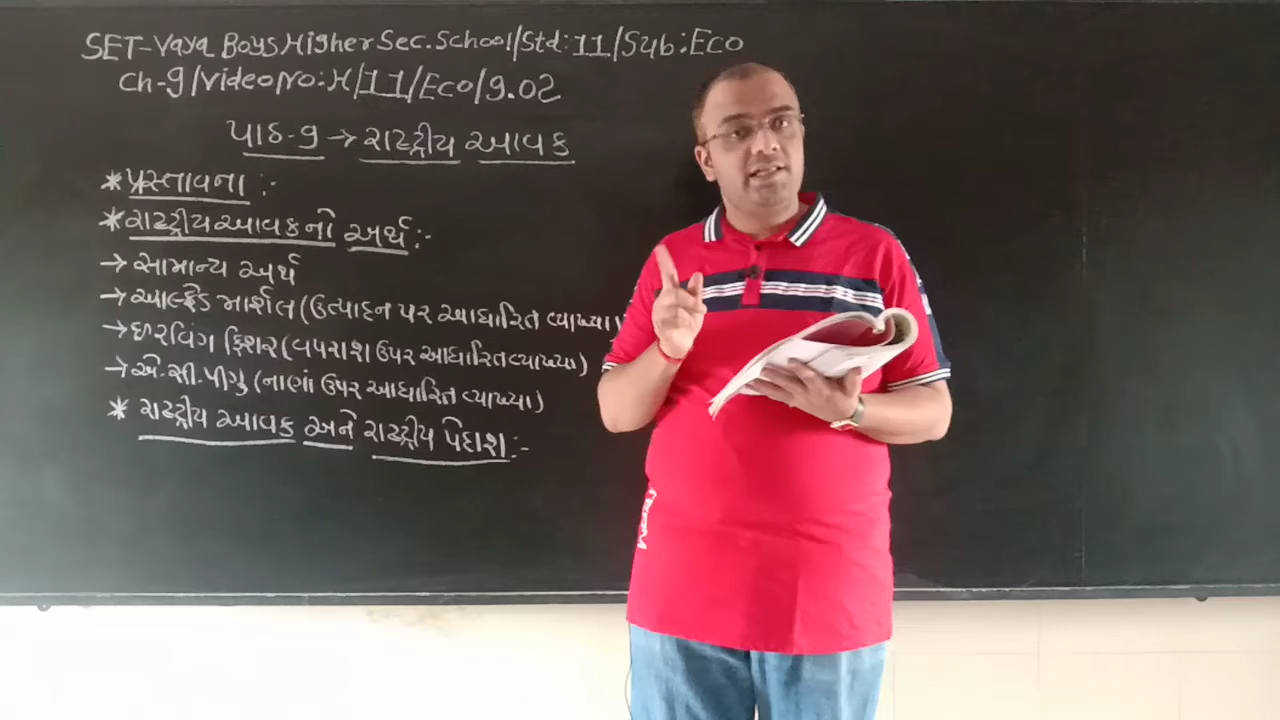 SET-Vaya Boys Higher Sec. School/Std:11/Sub:Eco
Ch-9/Video No:H/11/Eco/9.02
પાઠ-9 → રાષ્ટ્રીય આવક
* પ્રસ્તાવના :-
* રાષ્ટ્રીય આવકનો અર્થ :-
→ સામાન્ય અર્થ
→ આલ્ફ્રેડ માર્શલ (ઉત્પાદન પર આધારિત વ્યાખ્યા)
→ ઇરવિંગ ફિશર (વપરાશ ઉપર આધારિત વ્યાખ્યા)
→ એ.સી.પીગુ (નાણાં ઉપર આધારિત વ્યાખ્યા)
* રાષ્ટ્રીય આવક અને રાષ્ટ્રીય પેદાશ :-